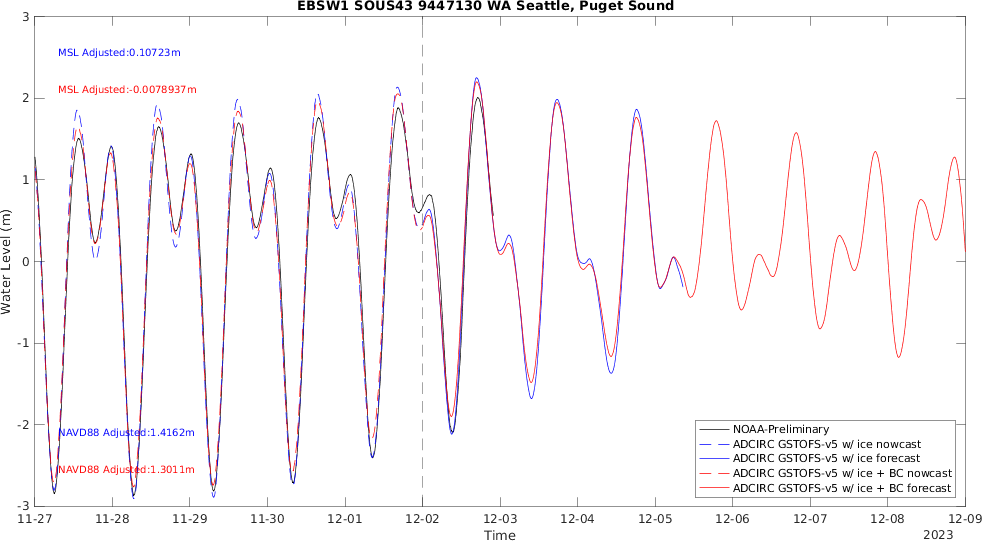 EBSW1 SOUS43 9447130 WA Seattle, Puget Sound
3
MSL Adjusted:0.10723m
MSL Adjusted:-0.0078937m
2
1
0
-1
-2
-3
Water Level (m)
NAVD88 Adjusted:1.4162m
NAVD88 Adjusted:1.3011m
NOAA-Preliminary
ADCIRC GSTOFS-v5 w/ ice nowcast
ADCIRC GSTOFS-v5 w/ ice forecast
ADCIRC GSTOFS-v5 w/ ice + BC nowcast
ADCIRC GSTOFS-v5 w/ ice + BC forecast
11-27 11-28 11-29 11-30 12-01 12-02 12-03 12-04 12-05 12-06 12-07 12-08 12-09
Time
2023